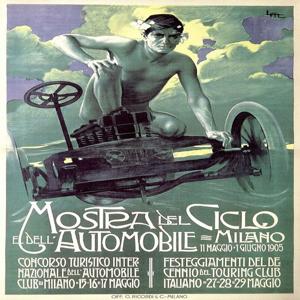 MOSTRA DEL CICLO
E DELL' AUTOMOBILE = MILANO
11 MAGGIO-1 GIUGNO 1905
CONCORSO TURISTICO INTER-
NAZIONALE DELL' AUTOMOBILE
CLUB DI MILANO·15·16·17 MAGGIO
FESTEGGIAMENTI DEL DE
CENNIO DEL TOURING CLUB
ITALIANO·27·28·29 MAGGIO
OFF. G. RICORDI & C.-MILANO